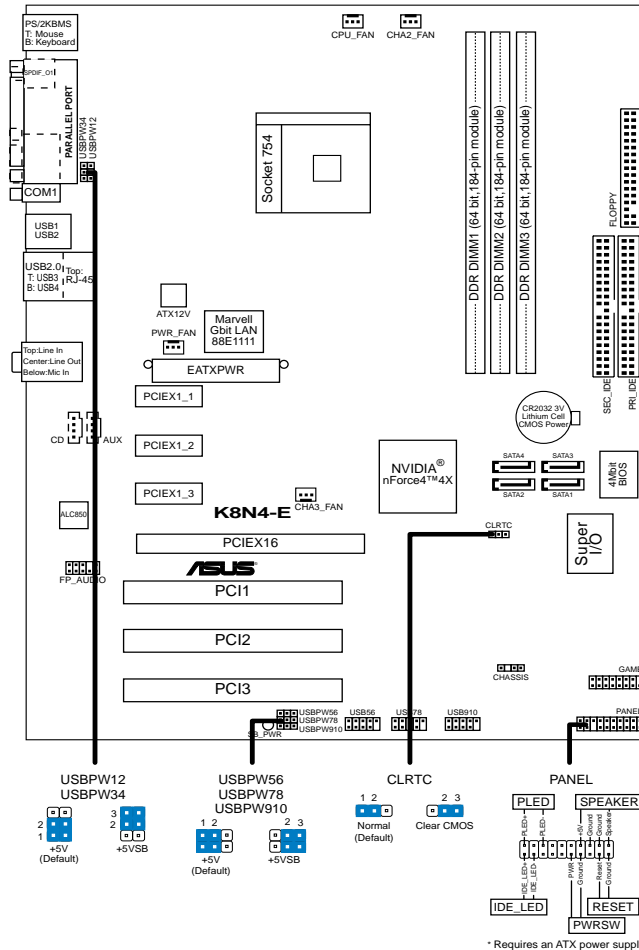 PS/2KBMS
T: Mouse
B: Keyboard
CPU_FAN
CHA2_FAN
SPDIF_O1
PARALLEL PORT
USBPW34
USBPW12
COM1
USB1
USB2
USB2.0
T: USB3
B: USB4
Top:
RJ-45
Top:Line In
Center:Line Out
Below:Mic In
Socket 754
DDR DIMM1 (64 bit,184-pin module)
DDR DIMM2 (64 bit,184-pin module)
DDR DIMM3 (64 bit,184-pin module)
FLOPPY
SEC_IDE
PRI_IDE
ATX12V
PWR_FAN
Marvell
Gbit LAN
88E1111
EATXPWR
PCIEX1_1
PCIEX1_2
PCIEX1_3
CD
AUX
ALC850
FP_AUDIO
CR2032 3V
Lithium Cell
CMOS Power
NVIDIA®
nForce4™4X
SATA4
SATA3
SATA2
SATA1
4Mbit
BIOS
CHA3_FAN
K8N4-E
CLRTC
Super
I/O
PCIEX16
ASUS
PCI1
PCI2
PCI3
CHASSIS
GAME
SB_PWR
USBPW56
USBPW78
USBPW910
USB56
USB78
USB910
PANEL
USBPW12
USBPW34
3
2
2
1
+5V
(Default)
+5VSB
USBPW56
USBPW78
USBPW910
1 2
2 3
+5V
(Default)
+5VSB
CLRTC
1 2
2 3
Normal
(Default)
Clear CMOS
PANEL
PLED
SPEAKER
PLED+
PLED-
+5V
Ground
Ground
Speaker
IDE_LED+
IDE_LED-
PWR
Ground
Reset
Ground
IDE_LED
RESET
PWRSW
* Requires an ATX power suppl